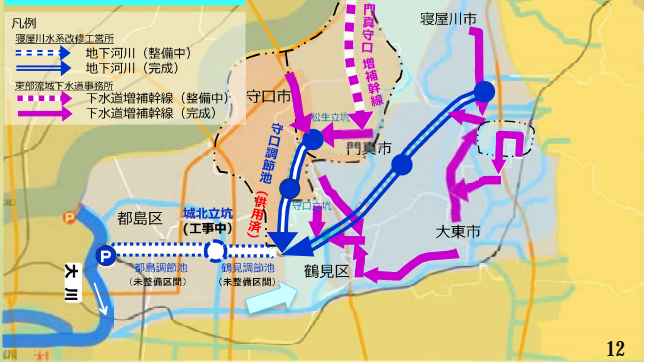 凡例
寝屋川水系改修工営所
地下河川（整備中）
地下河川（完成）
東部流域下水道事務所
下水道増補幹線（整備中）
下水道増補幹線（完成）
門真守口増補幹線
寝屋川市
守口市
松生立坑
門真市
守口調節池
（供用済）
守口立坑
都島区
城北立坑
(工事中)
大東市
鶴見区
P
P
都島調節池
（未整備区間）
鶴見調節池
（未整備区間）
大川
12